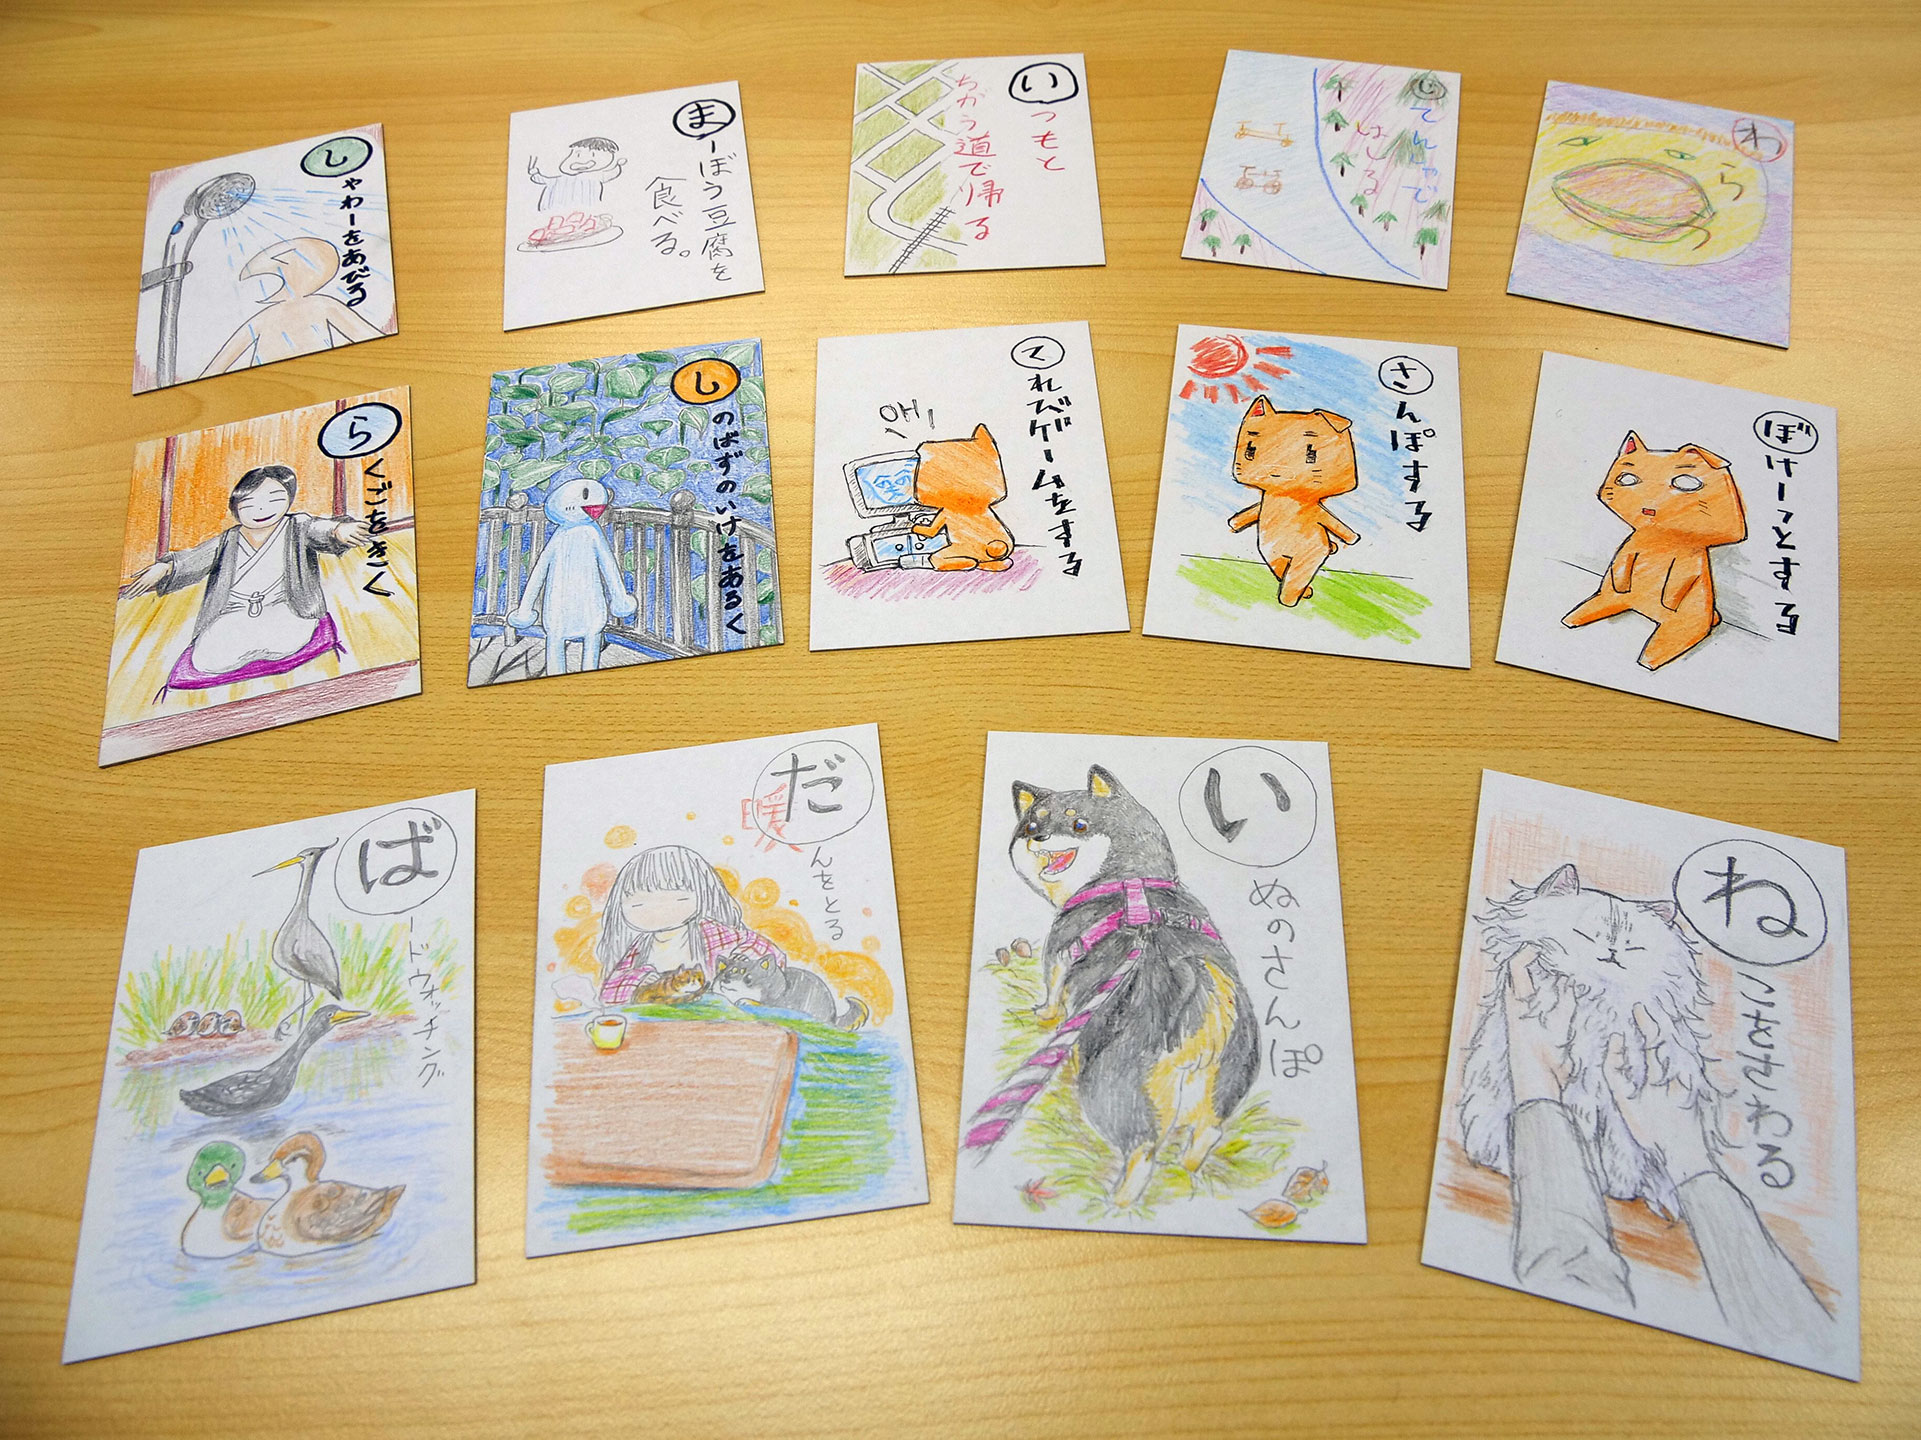 しゃわーをあびる
まーぼう豆腐を
食べる。
いつもと
ちがう道で帰る
じてんしゃで
はしる
わらう
らくごをきく
しのばずのいけをあるく
てれびゲームをする
OH!
さんぽする
ぼけーっとする
ばードウォッチング
だんをとる
暖
いぬのさんぽ
ねこをさわる